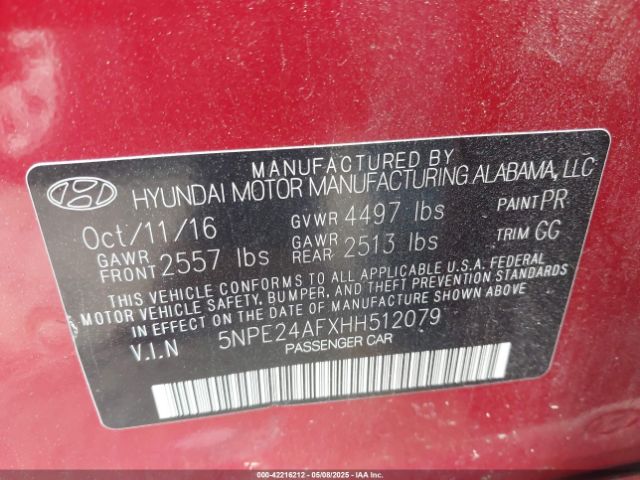 MANUFACTURED BY
HYUNDAI MOTOR MANUFACTURING ALABAMA, LLC
Oct/11/16 GVWR 4497 lbs PAINT PR
GAWR FRONT 2557 lbs GAWR REAR 2513 lbs TRIM GG
THIS VEHICLE CONFORMS TO ALL APPLICABLE U.S.A. FEDERAL
MOTOR VEHICLE SAFETY, BUMPER, AND THEFT PREVENTION STANDARDS
IN EFFECT ON THE DATE OF MANUFACTURE SHOWN ABOVE.
V.I.N 5NPE24AFXHH512079
PASSENGER CAR
000-42216212 - 05/08/2025 - IAAI.com